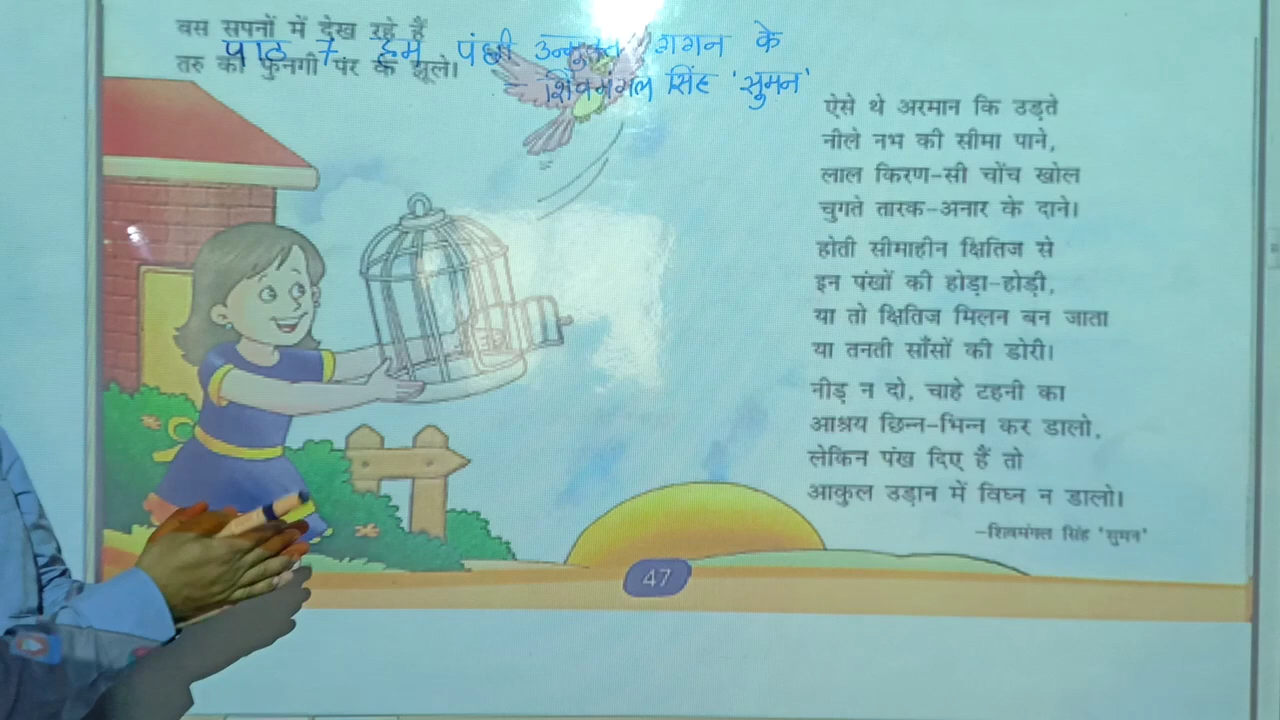 बस सपनों में देख रहे हैं
तरु की फुनगी पर के झूले।
पाठ 7 हम पंछी उन्मुक्त गगन के
- शिवमंगल सिंह 'सुमन'
ऐसे थे अरमान कि उड़ते
नीले नभ की सीमा पाने,
लाल किरण-सी चोंच खोल
चुगते तारक-अनार के दाने।
होती सीमाहीन क्षितिज से
इन पंखों की होड़ा-होड़ी,
या तो क्षितिज मिलन बन जाता
या तनती साँसों की डोरी।
नीड़ न दो, चाहे टहनी का
आश्रय छिन्न-भिन्न कर डालो,
लेकिन पंख दिए हैं तो
आकुल उड़ान में विघ्न न डालो।
-शिवमंगल सिंह 'सुमन'
47